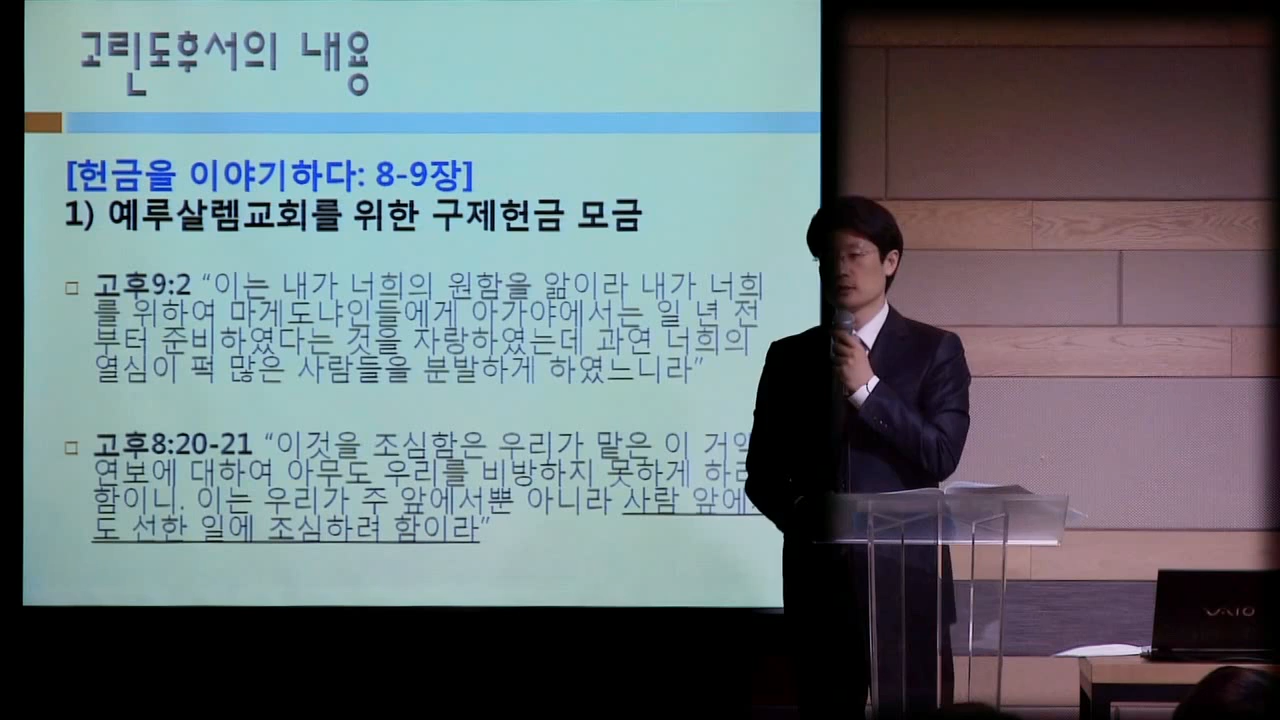 고린도후서의 내용
[헌금을 이야기하다: 8-9장]
1) 예루살렘교회를 위한 구제헌금 모금
고후9:2 “이는 내가 너희의 원함을 앎이라 내가 너희
를 위하여 마게도냐인들에게 아가야에서는 일 년 전
부터 준비하였다는 것을 자랑하였는데 과연 너희의
열심이 퍽 많은 사람들을 분발하게 하였느니라”
고후8:20-21 “이것을 조심함은 우리가 맡은 이
연보에 대하여 아무도 우리를 비방하지 못하게
함이니. 이는 우리가 주 앞에서뿐 아니라 사람
도 선한 일에 조심하려 함이라”
VAIO